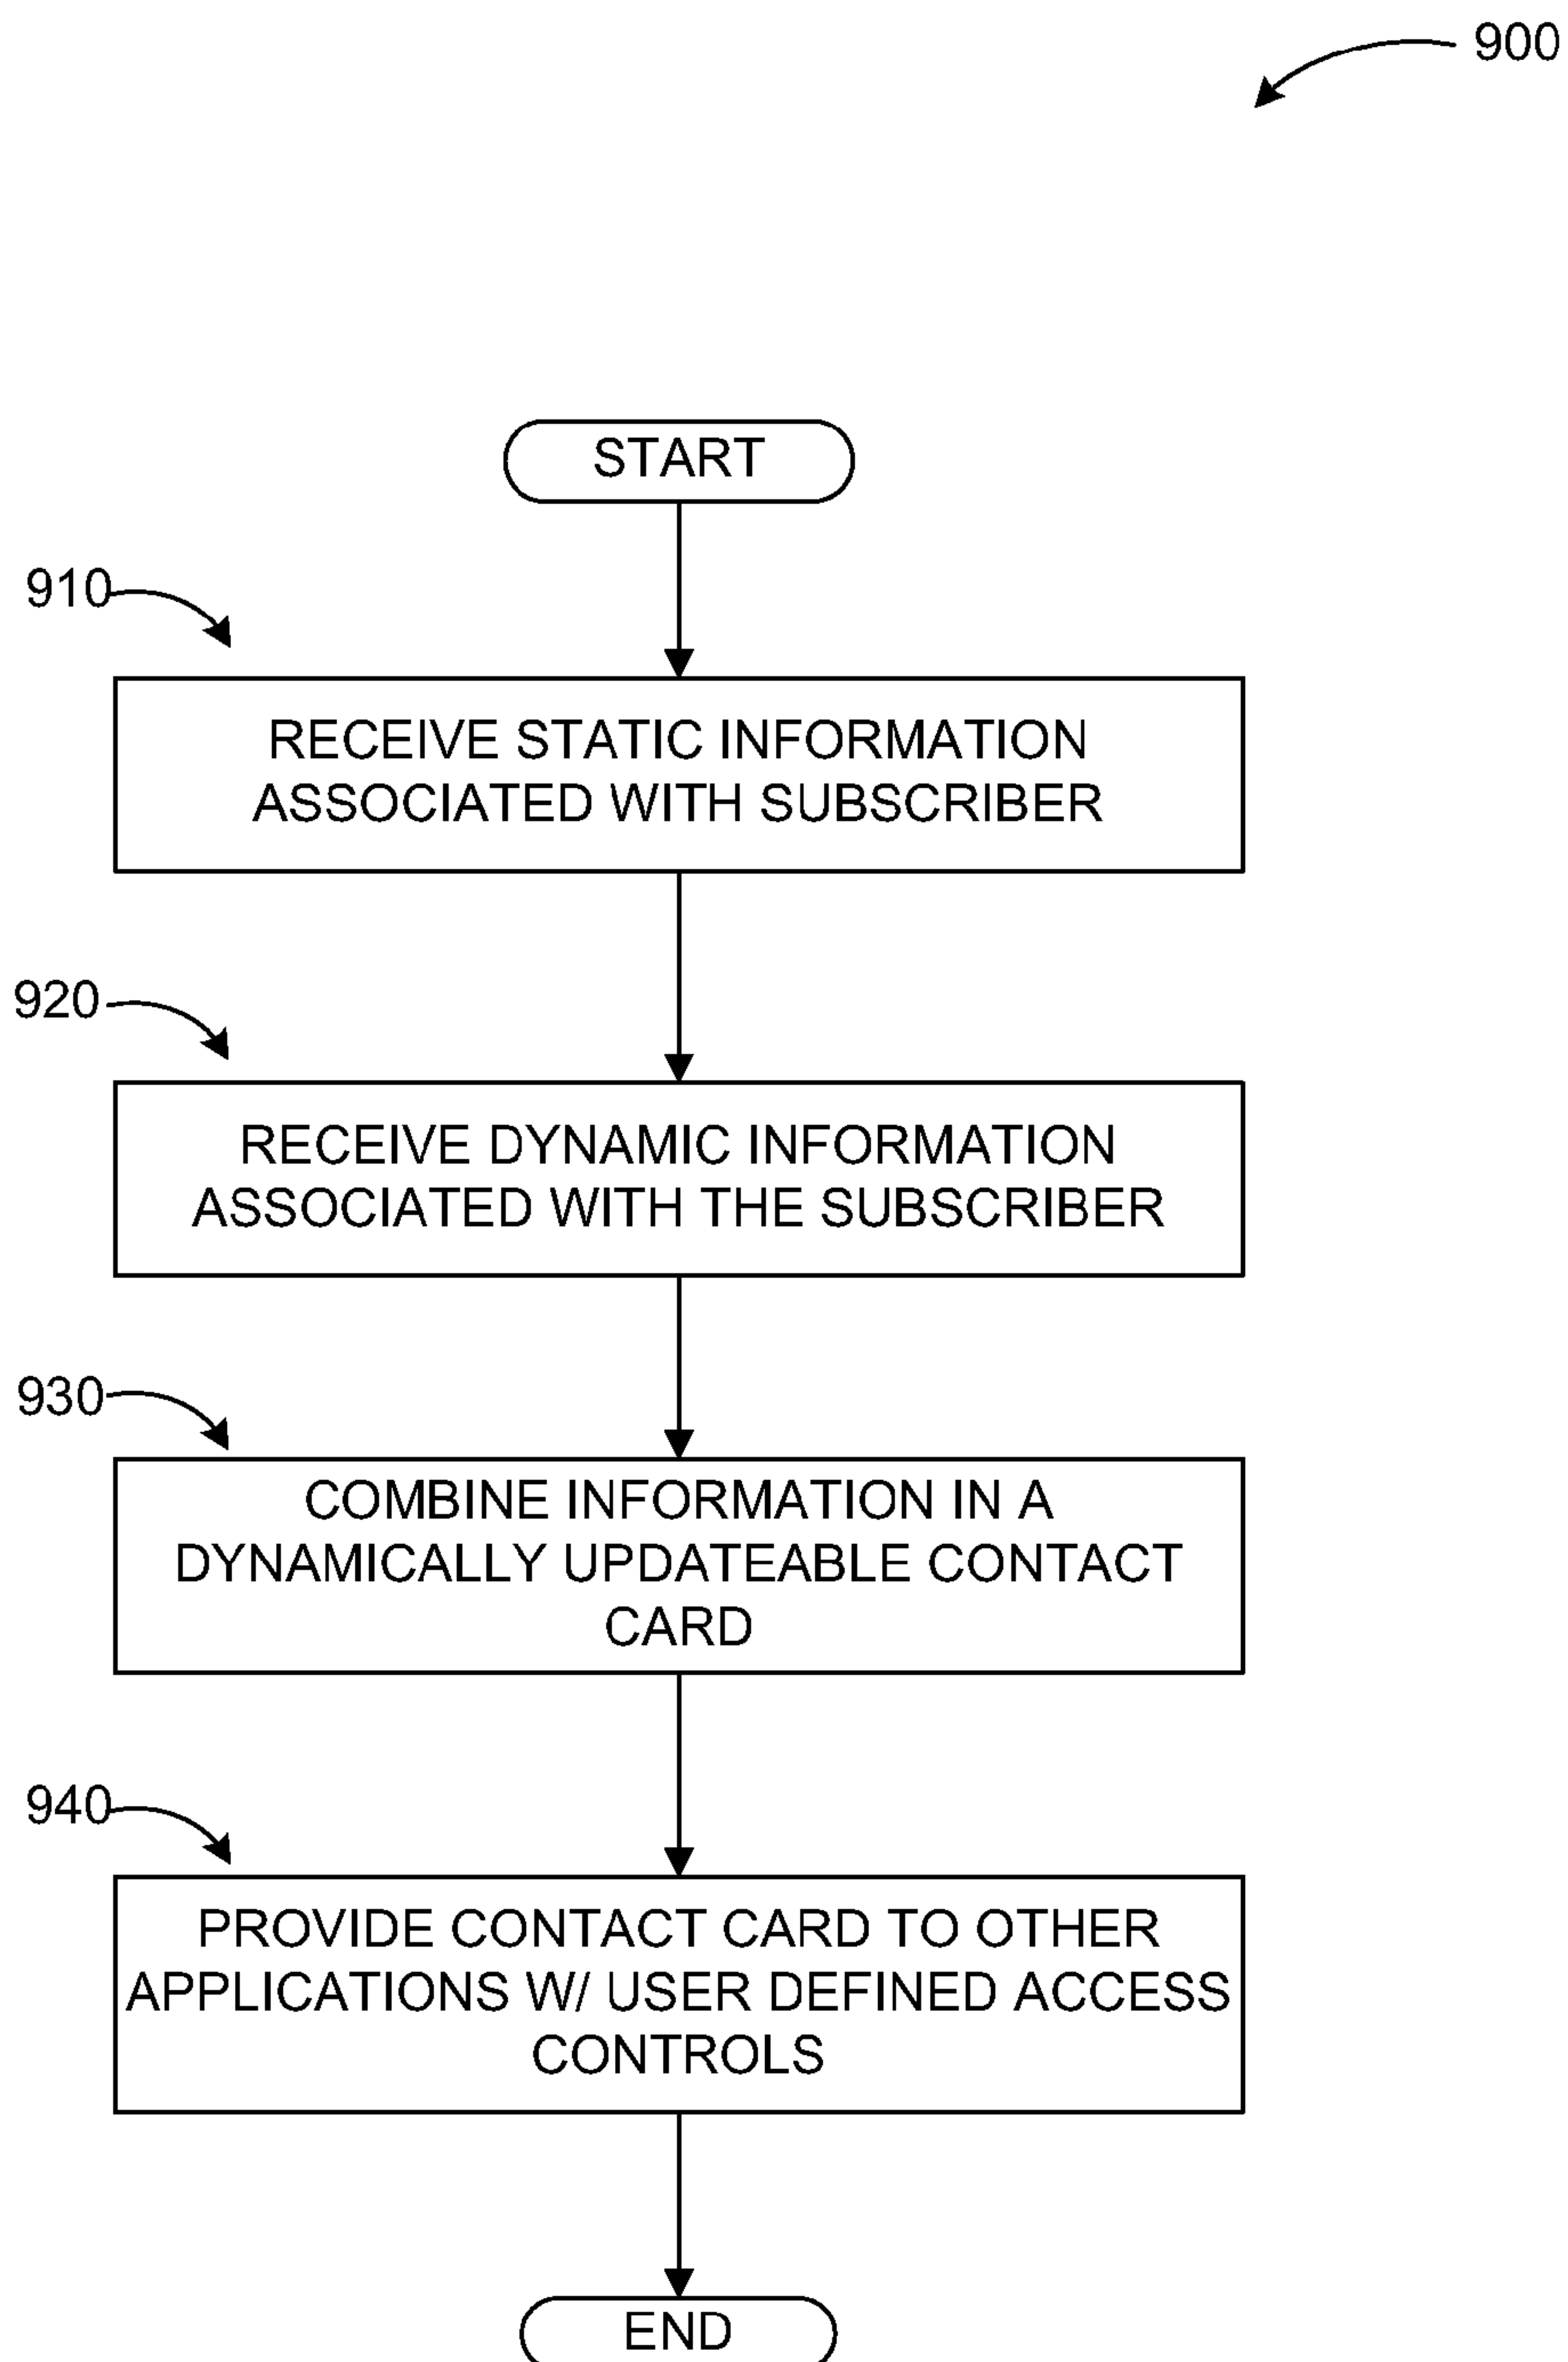 900
START
910
RECEIVE STATIC INFORMATION
ASSOCIATED WITH SUBSCRIBER
920
RECEIVE DYNAMIC INFORMATION
ASSOCIATED WITH THE SUBSCRIBER
930
COMBINE INFORMATION IN A
DYNAMICALLY UPDATEABLE CONTACT
CARD
940
PROVIDE CONTACT CARD TO OTHER
APPLICATIONS W/ USER DEFINED ACCESS
CONTROLS
END